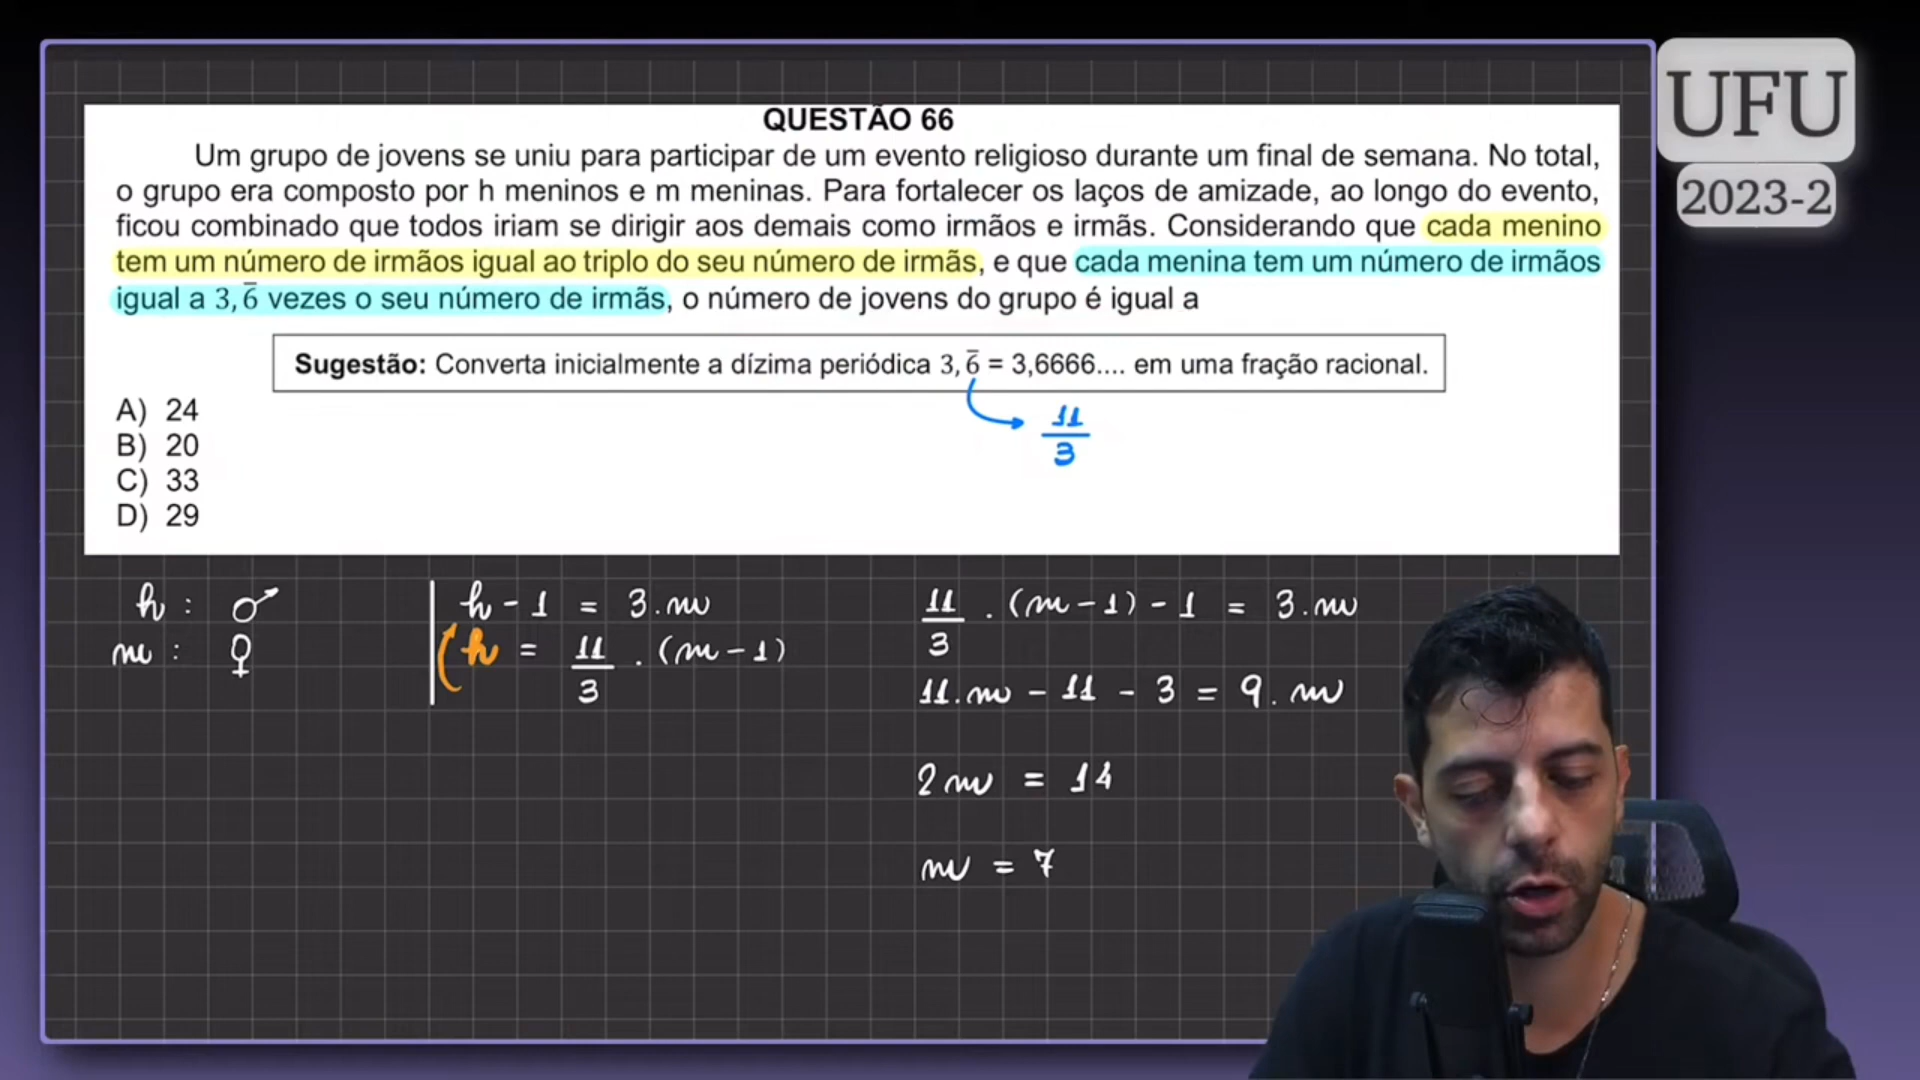 UFU
2023-2
QUESTÃO 66
Um grupo de jovens se uniu para participar de um evento religioso durante um final de semana. No total,
o grupo era composto por h meninos e m meninas. Para fortalecer os laços de amizade, ao longo do evento,
ficou combinado que todos iriam se dirigir aos demais como irmãos e irmãs. Considerando que cada menino
tem um número de irmãos igual ao triplo do seu número de irmãs, e que cada menina tem um número de irmãos
igual a 3,6̅ vezes o seu número de irmãs, o número de jovens do grupo é igual a
Sugestão: Converta inicialmente a dízima periódica 3,6̅ = 3,6666.... em uma fração racional.
11/3
A) 24
B) 20
C) 33
D) 29
h : ♂
m : ♀
h - 1 = 3.m
h = 11/3 . (m - 1)
11/3 . (m - 1) - 1 = 3.m
11.m - 11 - 3 = 9.m
2m = 14
m = 7